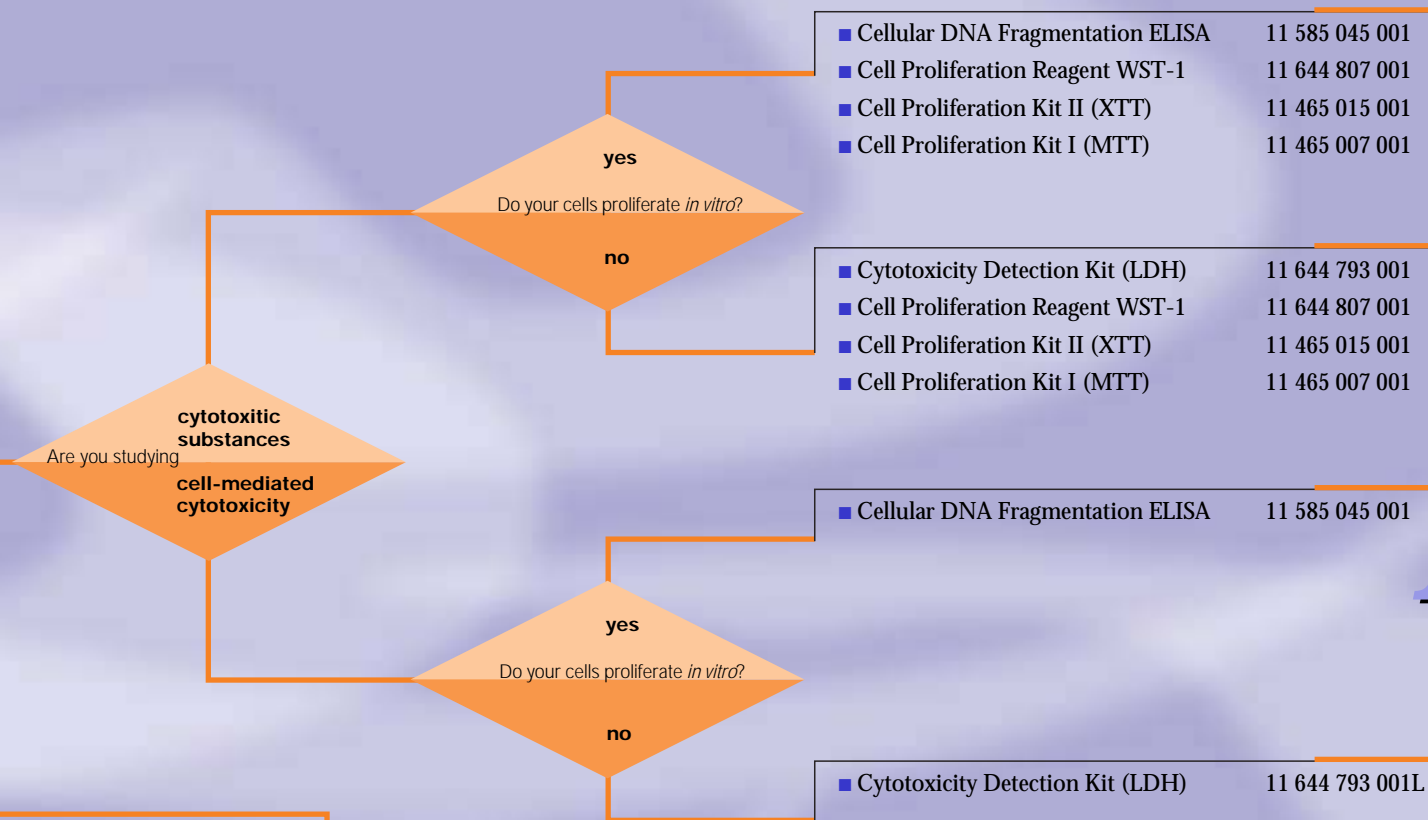 ■ Cellular DNA Fragmentation ELISA 11 585 045 001
■ Cell Proliferation Reagent WST-1 11 644 807 001
■ Cell Proliferation Kit II (XTT) 11 465 015 001
■ Cell Proliferation Kit I (MTT) 11 465 007 001
yes
Do your cells proliferate in vitro?
no
■ Cytotoxicity Detection Kit (LDH) 11 644 793 001
■ Cell Proliferation Reagent WST-1 11 644 807 001
■ Cell Proliferation Kit II (XTT) 11 465 015 001
■ Cell Proliferation Kit I (MTT) 11 465 007 001
cytotoxitic
substances
Are you studying
cell-mediated
cytotoxicity
■ Cellular DNA Fragmentation ELISA 11 585 045 001
yes
Do your cells proliferate in vitro?
no
■ Cytotoxicity Detection Kit (LDH) 11 644 793 001L